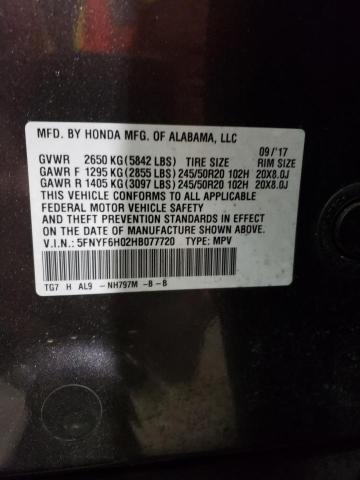 MFD. BY HONDA MFG. OF ALABAMA, LLC
09/'17
GVWR 2650 KG(5842 LBS) TIRE SIZE RIM SIZE
GAWR F 1295 KG(2855 LBS)245/50R20 102H 20X8.0J
GAWR R 1405 KG(3097 LBS)245/50R20 102H 20X8.0J
THIS VEHICLE CONFORMS TO ALL APPLICABLE
FEDERAL MOTOR VEHICLE SAFETY, BUMPER,
AND THEFT PREVENTION STANDARDS IN EFFECT
ON THE DATE OF MANUFACTURE SHOWN ABOVE.
V.I.N.: 5FNYF6H02HB077720 TYPE: MPV
TG7 H AL9 -NH797M -B -B